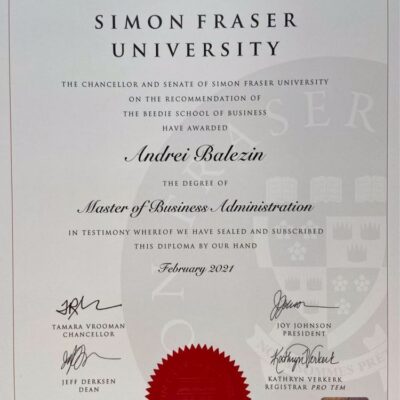 SIMON FRASER
UNIVERSITY
THE CHANCELLOR AND SENATE OF SIMON FRASER UNIVERSITY
ON THE RECOMMENDATION OF
THE BEEDIE SCHOOL OF BUSINESS
HAVE AWARDED
Andrei Balezin
THE DEGREE OF
Master of Business Administration
IN TESTIMONY WHEREOF WE HAVE SEALED AND SUBSCRIBED
THIS DIPLOMA BY OUR HAND
February 2021
TAMARA VROOMAN
CHANCELLOR
JOY JOHNSON
PRESIDENT
JEFF DERKSEN
DEAN
Kathryn Verkerk
KATHRYN VERKERK
REGISTRAR PRO TEM